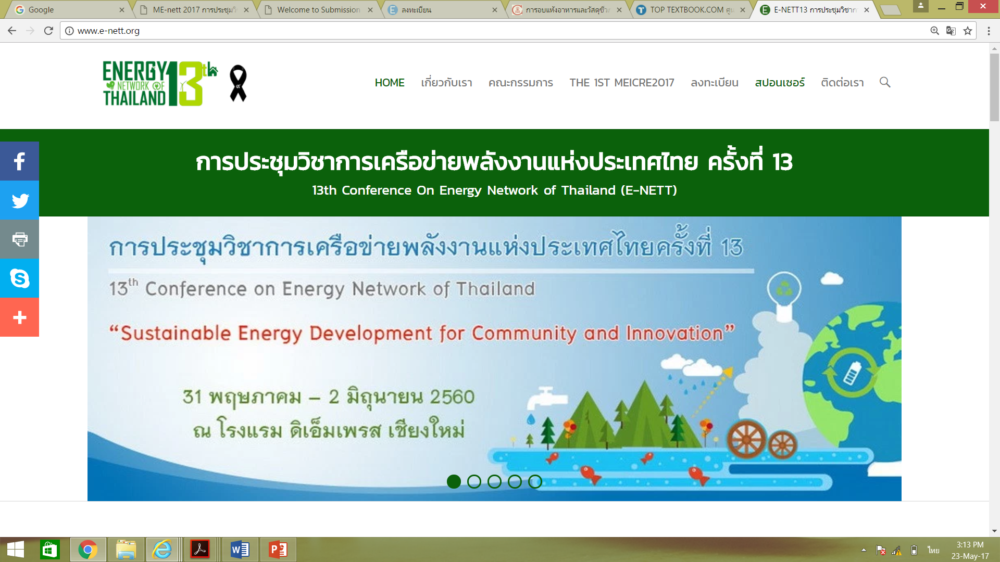 Google
ME-nett 2017 การประชุมวิ
Welcome to Submission
ลงทะเบียน
การอบแห้งอาหารและวัสดุชีวภ
TOP TEXTBOOK.COM ศูน
E-NETT13 การประชุมวิชาก
www.e-nett.org
ENERGY
NETWORK OF
THAILAND
13th
HOME เกี่ยวกับเรา คณะกรรมการ THE 1ST MEICRE2017 ลงทะเบียน สปอนเซอร์ ติดต่อเรา
การประชุมวิชาการเครือข่ายพลังงานแห่งประเทศไทย ครั้งที่ 13
13th Conference On Energy Network of Thailand (E-NETT)
การประชุมวิชาการเครือข่ายพลังงานแห่งประเทศไทยครั้งที่ 13
13th Conference on Energy Network of Thailand
“Sustainable Energy Development for Community and Innovation”
31 พฤษภาคม – 2 มิถุนายน 2560
ณ โรงแรม ดิเอ็มเพรส เชียงใหม่
ไทย
3:13 PM
23-May-17